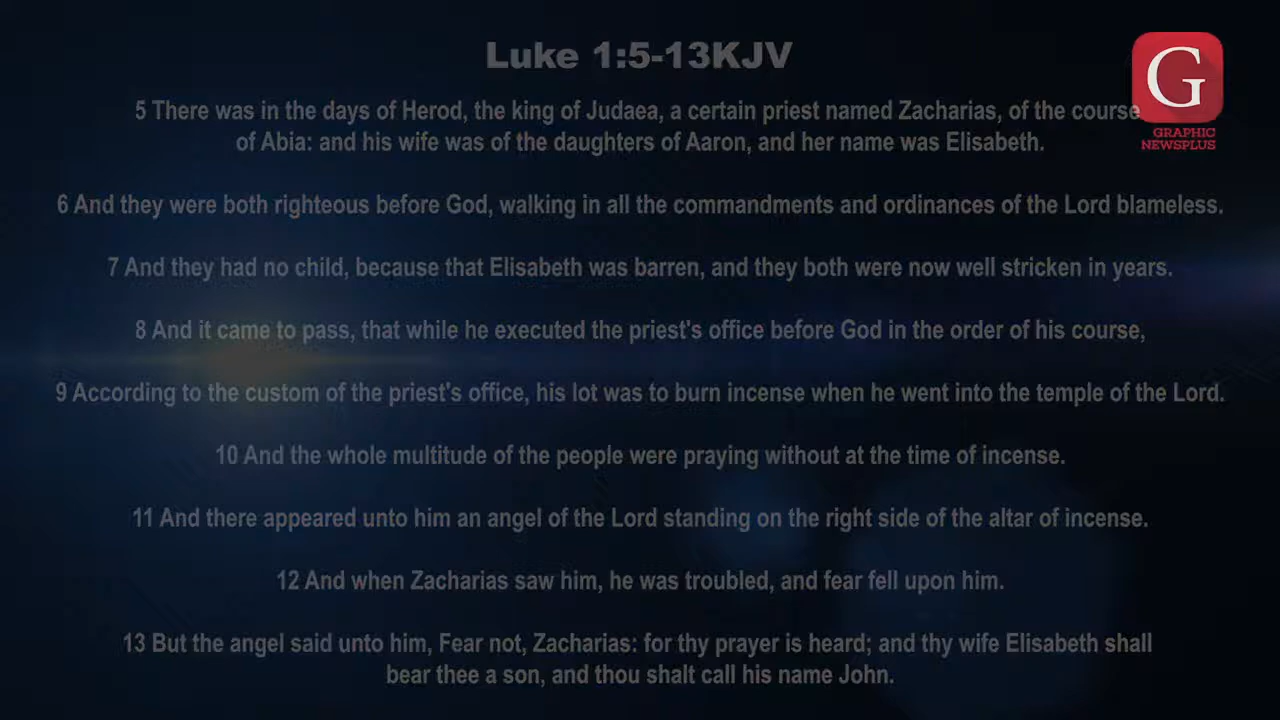 Luke 1:5-13KJV
5 There was in the days of Herod, the king of Judaea, a certain priest named Zacharias, of the course
of Abia: and his wife was of the daughters of Aaron, and her name was Elisabeth.
6 And they were both righteous before God, walking in all the commandments and ordinances of the Lord blameless.
7 And they had no child, because that Elisabeth was barren, and they both were now well stricken in years.
8 And it came to pass, that while he executed the priest's office before God in the order of his course,
9 According to the custom of the priest's office, his lot was to burn incense when he went into the temple of the Lord.
10 And the whole multitude of the people were praying without at the time of incense.
11 And there appeared unto him an angel of the Lord standing on the right side of the altar of incense.
12 And when Zacharias saw him, he was troubled, and fear fell upon him.
13 But the angel said unto him, Fear not, Zacharias: for thy prayer is heard; and thy wife Elisabeth shall
bear thee a son, and thou shalt call his name John.
G
GRAPHIC
NEWSPLUS